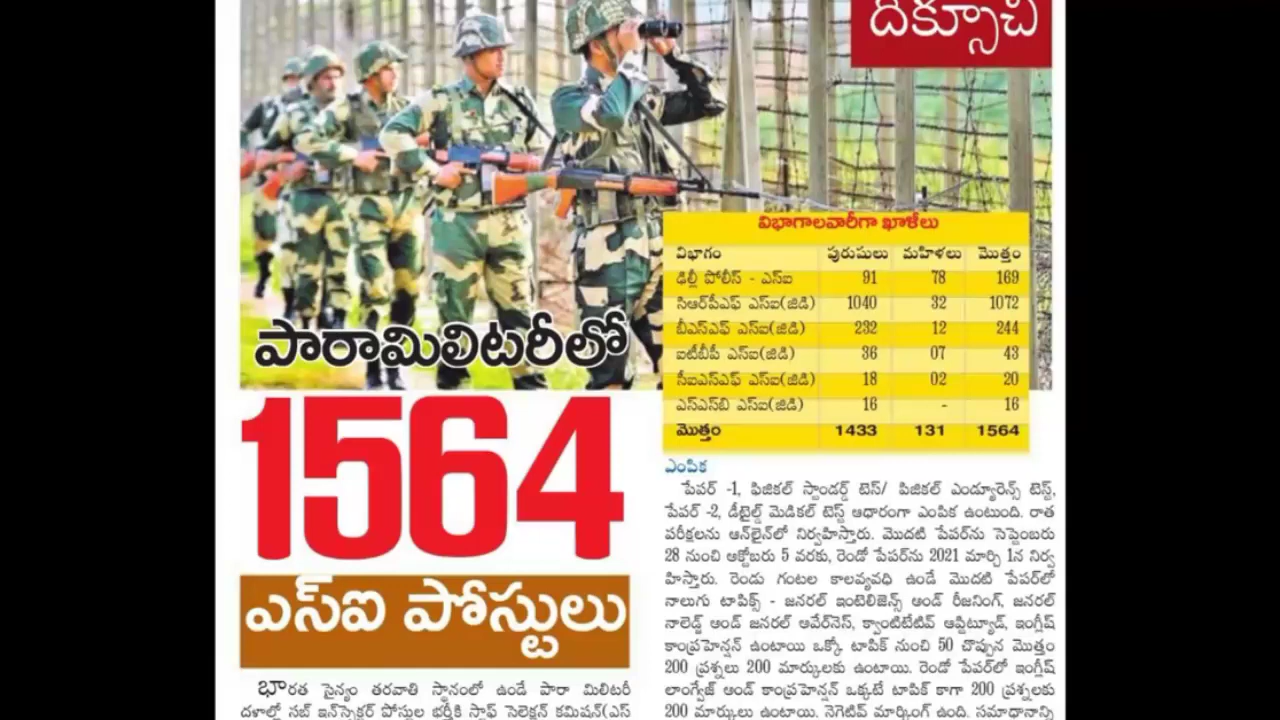 దిక్సూచి
విభాగాలవారీగా ఖాళీలు
విభాగం పురుషులు మహిళలు మొత్తం
ఢిల్లీ పోలీస్ - ఎస్ఐ 91 78 169
సిఆర్‌పీఎఫ్ ఎస్ఐ(జిడి) 1040 32 1072
బీఎస్ఎఫ్ ఎస్ఐ(జిడి) 232 12 244
ఐటీబీపీ ఎస్ఐ(జిడి) 36 07 43
సీఐఎస్ఎఫ్ ఎస్ఐ(జిడి) 18 02 20
ఎస్ఎస్‌బి ఎస్ఐ(జిడి) 16 - 16
మొత్తం 1433 131 1564
పారామిలిటరీలో
1564
ఎస్ఐ పోస్టులు
భారత సైన్యం తరవాతి స్థానంలో ఉండే పారా మిలిటరీ
దళాల్లో సబ్ ఇన్‌స్పెక్టర్ పోస్టుల భర్తీకి స్టాఫ్ సెలెక్షన్ కమిషన్(ఎస్
ఎంపిక
పేపర్ -1, ఫిజికల్ స్టాండర్డ్ టెస్/ పిజికల్ ఎండ్యూరెన్స్ టెస్ట్,
పేపర్ -2, డీటైల్డ్ మెడికల్ టెస్ట్ ఆధారంగా ఎంపిక ఉంటుంది. రాత
పరీక్షలను ఆన్‌లైన్‌లో నిర్వహిస్తారు. మొదటి పేపర్‌ను సెప్టెంబరు
28 నుంచి ఆక్టోబరు 5 వరకు, రెండో పేపర్‌ను 2021 మార్చి 1న నిర్వ
హిస్తారు. రెండు గంటల కాలవ్యవధి ఉండే మొదటి పేపర్‌లో
నాలుగు టాపిక్స్ - జనరల్ ఇంటెలిజెన్స్ అండ్ రీజనింగ్, జనరల్
నాలెడ్జ్ అండ్ జనరల్ అవేర్‌నెస్, క్వాంటిటేటివ్ ఆప్టిట్యూడ్, ఇంగ్లీష్
కాంప్రహెన్షన్ ఉంటాయి ఒక్కో టాపిక్ నుంచి 50 చొప్పున మొత్తం
200 ప్రశ్నలు 200 మార్కులకు ఉంటాయి. రెండో పేపర్‌లో ఇంగ్లీష్
లాంగ్వేజ్ అండ్ కాంప్రహెన్షన్ ఒక్కటే టాపిక్ కాగా 200 ప్రశ్నలకు
200 మార్కులు ఉంటాయి. నెగెటివ్ మార్కింగ్ ఉంది. సమాధానాన్ని